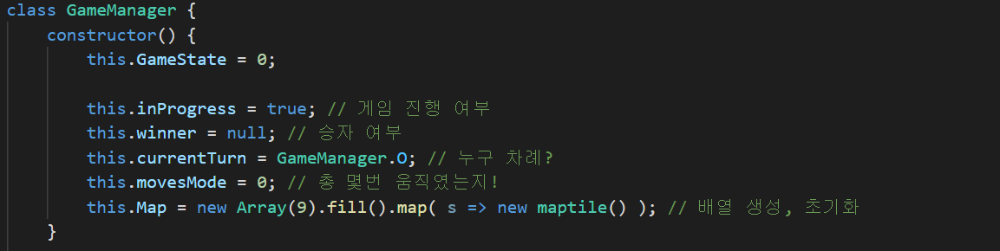 class GameManager {
    constructor() {
        this.GameState = 0;

        this.inProgress = true; // 게임 진행 여부
        this.winner = null; // 승자 여부
        this.currentTurn = GameManager.O; // 누구 차례?
        this.movesMode = 0; // 총 몇번 움직였는지!
        this.Map = new Array(9).fill().map( s => new maptile() ); // 배열 생성, 초기화
    }